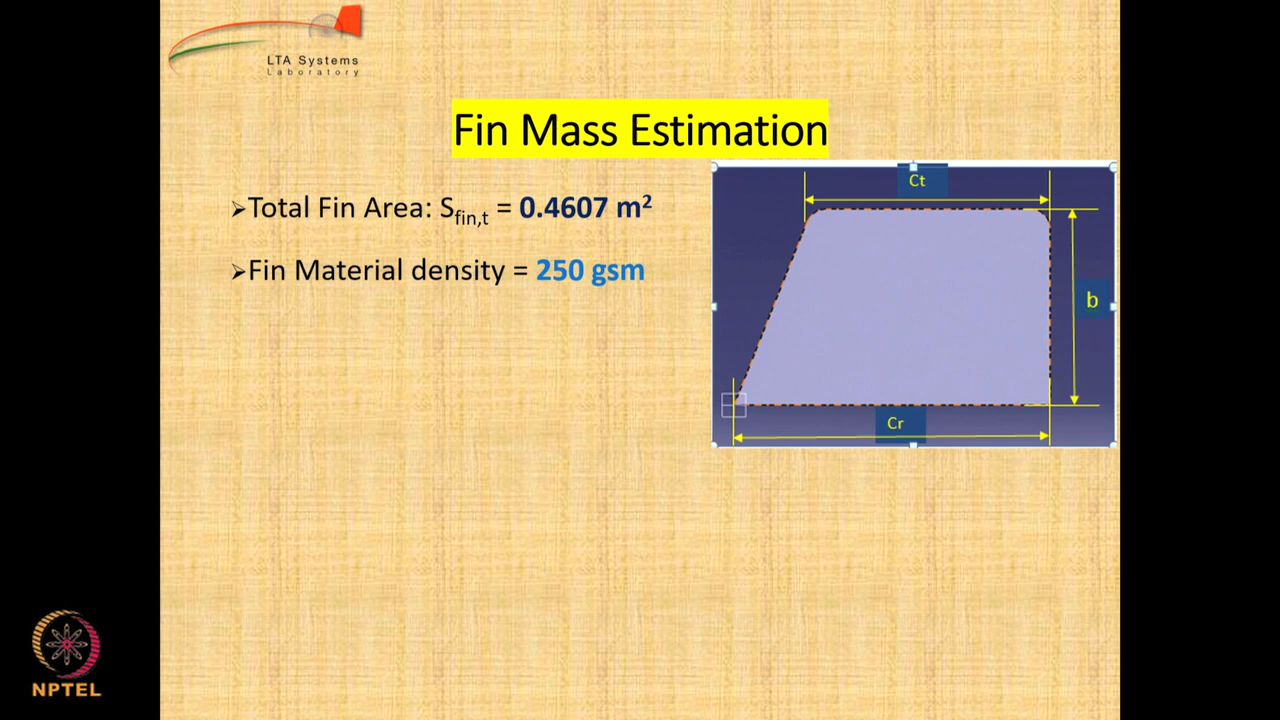 LTA Systems
Laboratory
Fin Mass Estimation
➢Total Fin Area: Sfin,t = 0.4607 m²
➢Fin Material density = 250 gsm
Ct
b
Cr
NPTEL